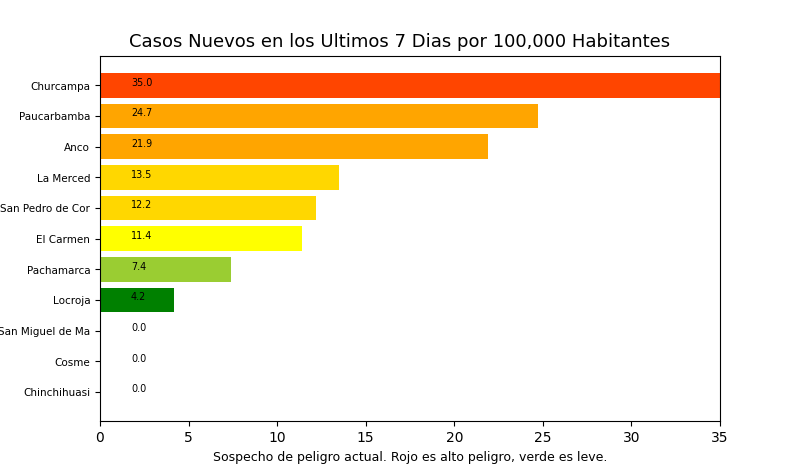 Casos Nuevos en los Ultimos 7 Dias por 100,000 Habitantes
Churcampa 35.0
Paucarbamba 24.7
Anco 21.9
La Merced 13.5
San Pedro de Cor 12.2
El Carmen 11.4
Pachamarca 7.4
Locroja 4.2
San Miguel de Ma 0.0
Cosme 0.0
Chinchihuasi 0.0
0 5 10 15 20 25 30 35
Sospecho de peligro actual. Rojo es alto peligro, verde es leve.